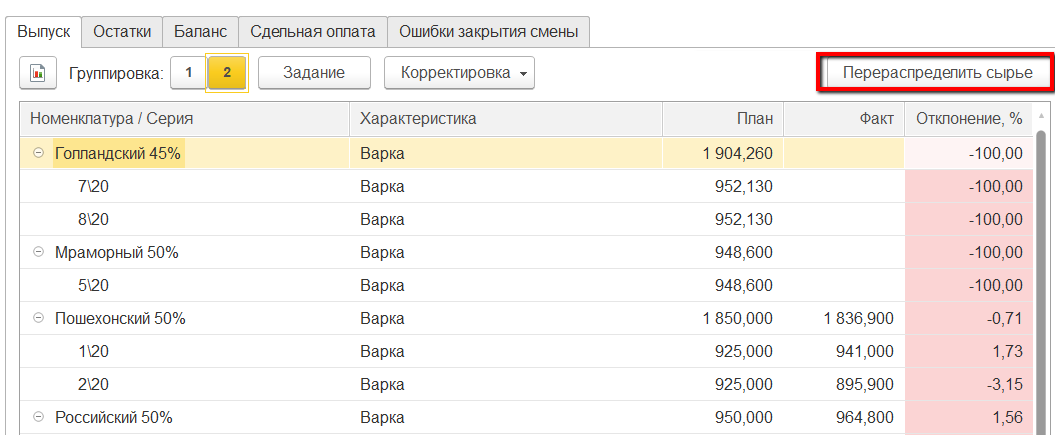 Выпуск Остатки Баланс Сдельная оплата Ошибки закрытия смены
Группировка: 1 2 Задание Корректировка Перераспределить сырье
Номенклатура / Серия Характеристика План Факт Отклонение, %
Голландский 45% Варка 1 904,260 -100,00
7\20 Варка 952,130 -100,00
8\20 Варка 952,130 -100,00
Мраморный 50% Варка 948,600 -100,00
5\20 Варка 948,600 -100,00
Пошехонский 50% Варка 1 850,000 1 836,900 -0,71
1\20 Варка 925,000 941,000 1,73
2\20 Варка 925,000 895,900 -3,15
Российский 50% Варка 950,000 964,800 1,56